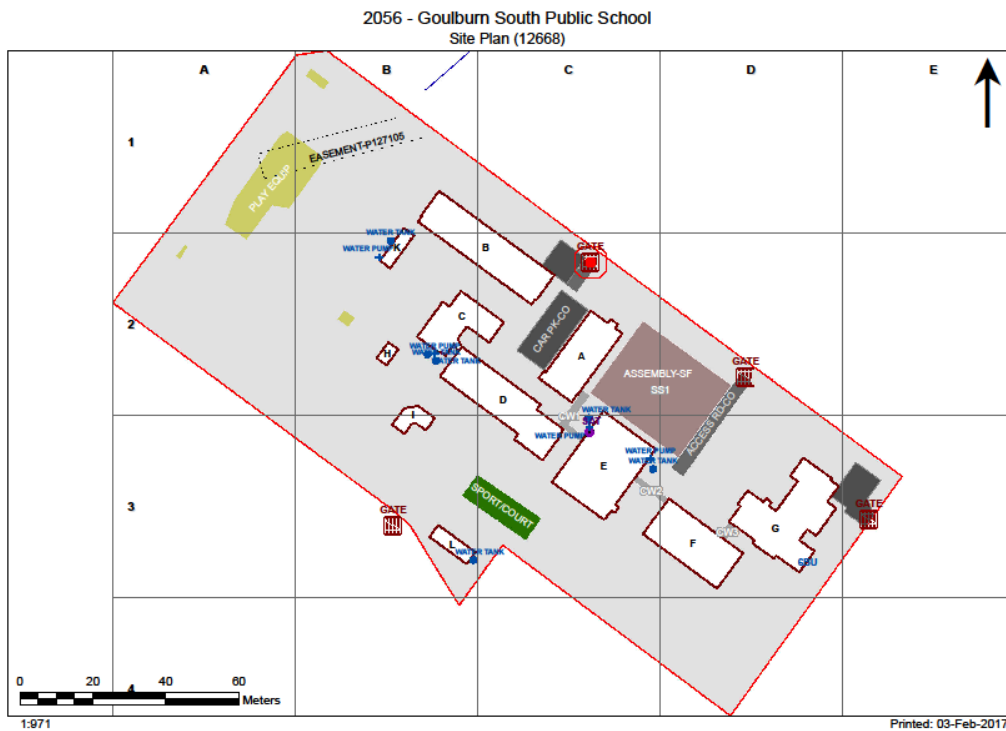 2056 - Goulburn South Public School
Site Plan (12668)
A
B
C
D
E
1
EASEMENT-P127105
PLAY EQUIP
WATER TANK
WATER PUMP
K
B
GATE
2
C
CAR PK-CO
H
WATER PUMP
WATER TANK
A
ASSEMBLY-SF
SS1
GATE
D
ACCESS RD-CO
I
CW1
WATER TANK
WATER PUMP
E
WATER PUMP
WATER TANK
CW2
3
SPORT/COURT
GATE
L
WATER TANK
F
CW3
G
GATE
0 20 40 60
Meters
4
1:971
Printed: 03-Feb-2017